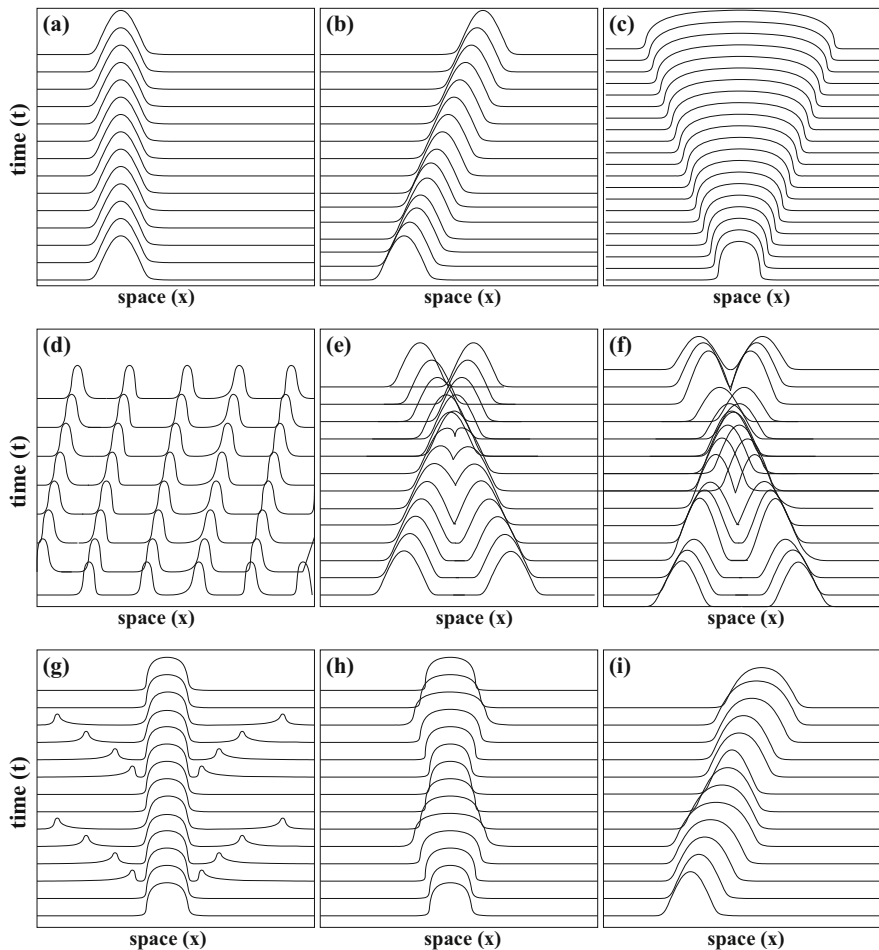 (a)
(b)
(c)
time (t)
space (x)
space (x)
space (x)
(d)
(e)
(f)
time (t)
space (x)
space (x)
space (x)
(g)
(h)
(i)
time (t)
space (x)
space (x)
space (x)